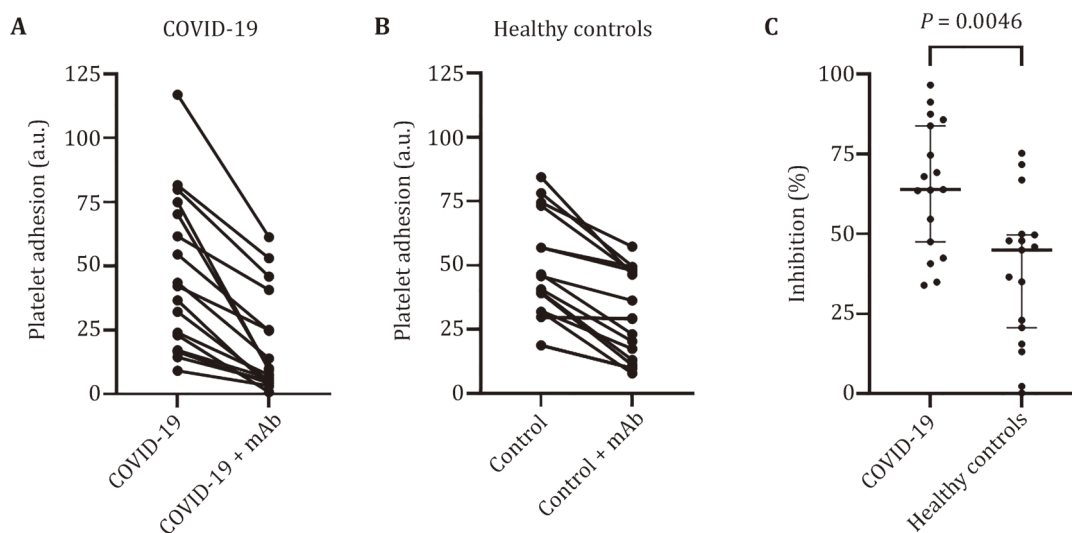 A
COVID-19
Platelet adhesion (a.u.)
125
100
75
50
25
0
COVID-19
COVID-19 + mAb
B
Healthy controls
Platelet adhesion (a.u.)
125
100
75
50
25
0
Control
Control + mAb
C
P = 0.0046
Inhibition (%)
100
75
50
25
0
COVID-19
Healthy controls